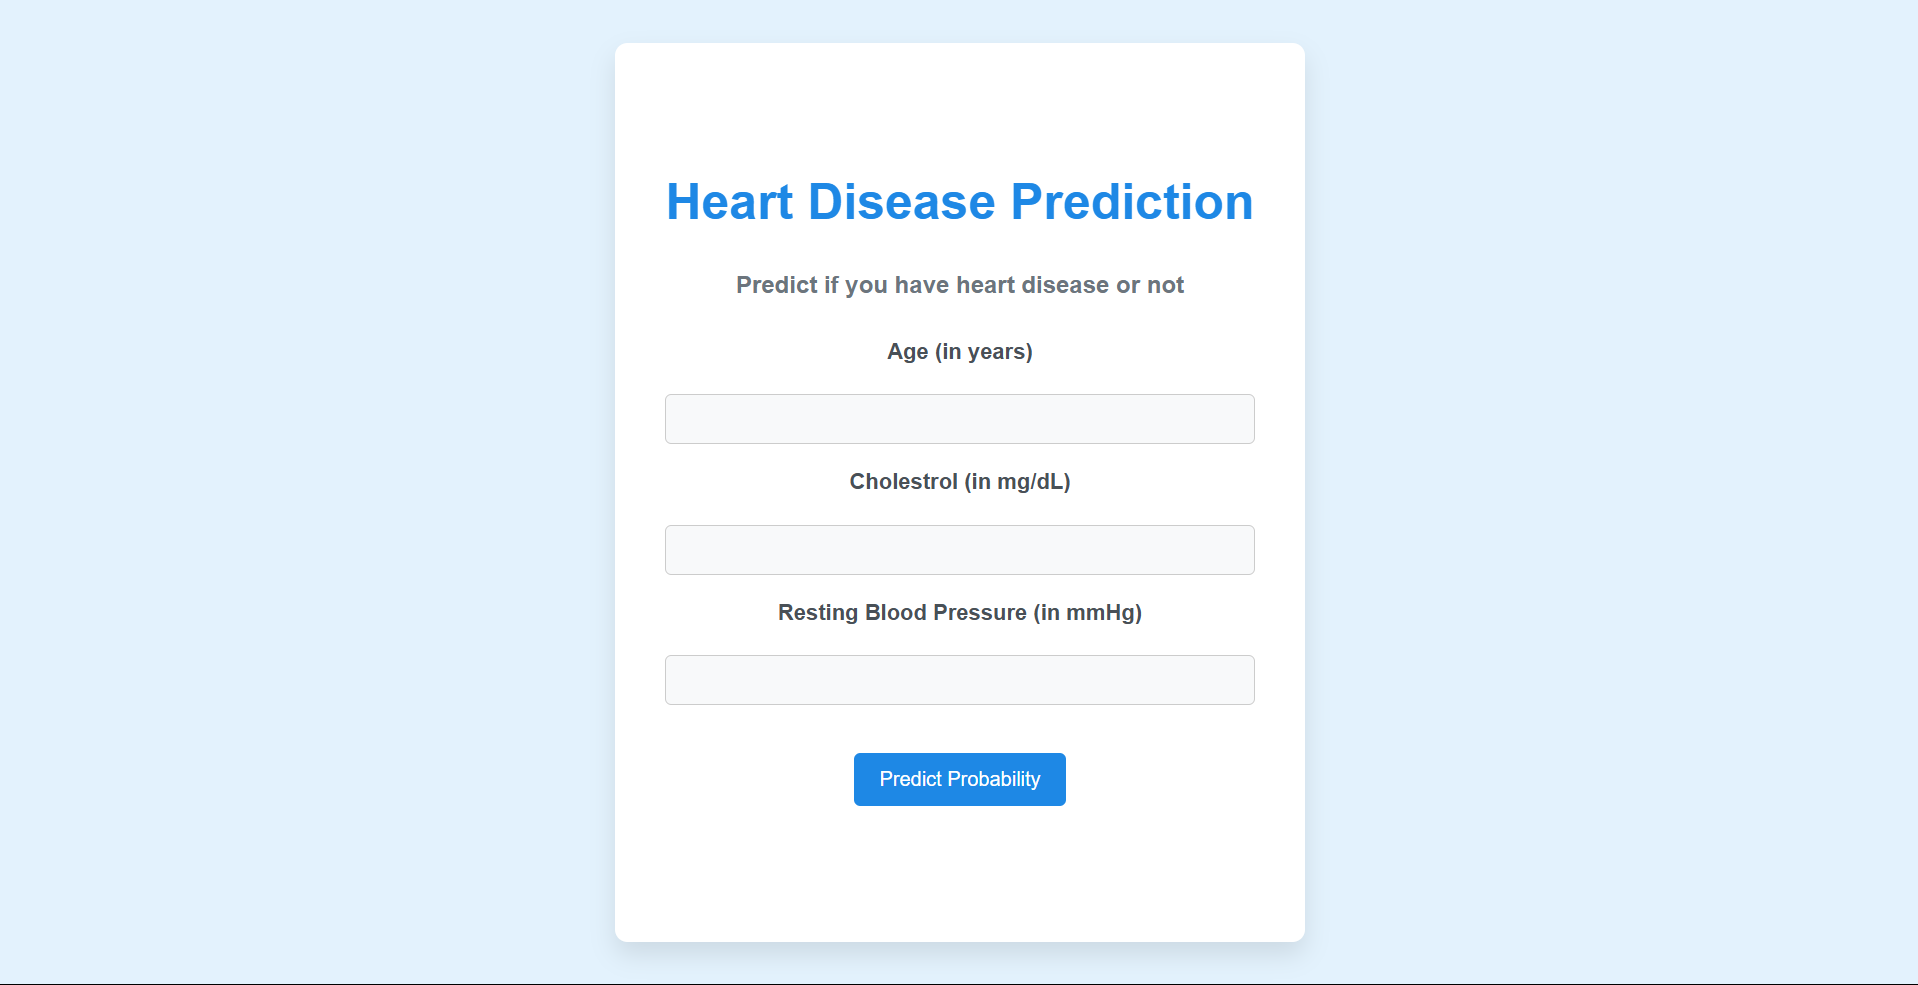 Heart Disease Prediction
Predict if you have heart disease or not
Age (in years)
Cholestrol (in mg/dL)
Resting Blood Pressure (in mmHg)
Predict Probability